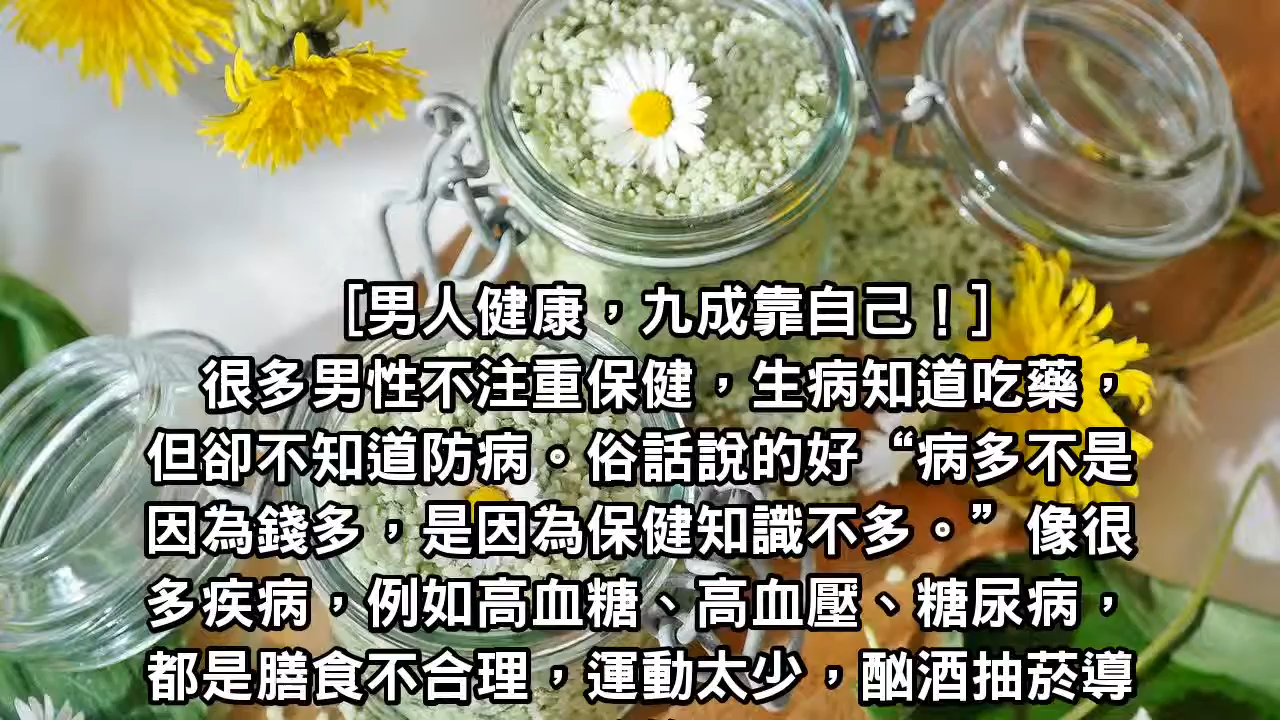 [男人健康，九成靠自己！]
很多男性不注重保健，生病知道吃藥，
但卻不知道防病。俗話說的好“病多不是
因為錢多，是因為保健知識不多。”像很
多疾病，例如高血糖、高血壓、糖尿病，
都是膳食不合理，運動太少，酗酒抽菸導